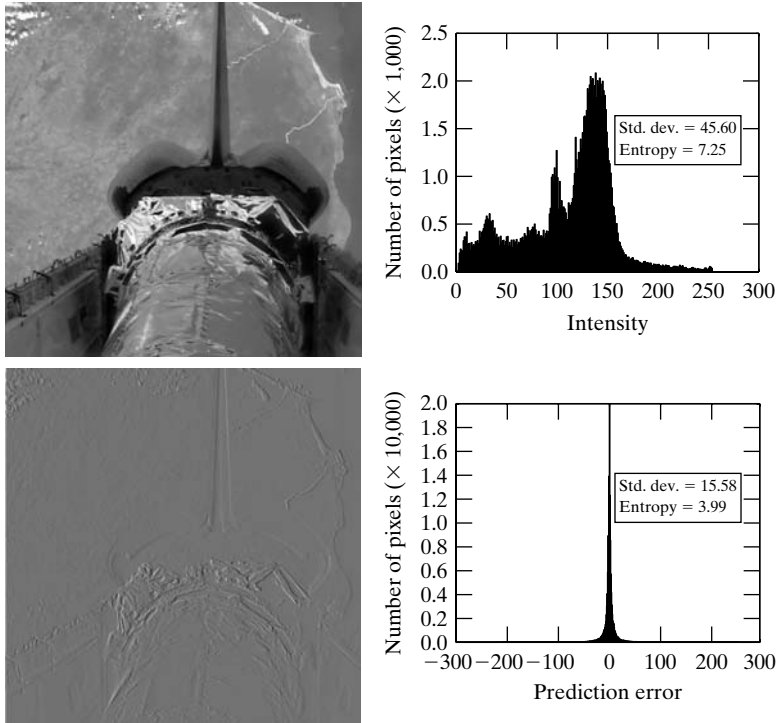 Number of pixels (× 1,000)
2.5
2.0
1.5
1.0
0.5
0.0
Std. dev. = 45.60
Entropy = 7.25
0 50 100 150 200 250 300
Intensity
Number of pixels (× 10,000)
2.0
1.8
1.6
1.4
1.2
1.0
0.8
0.6
0.4
0.2
0.0
Std. dev. = 15.58
Entropy = 3.99
−300 −200 −100 0 100 200 300
Prediction error